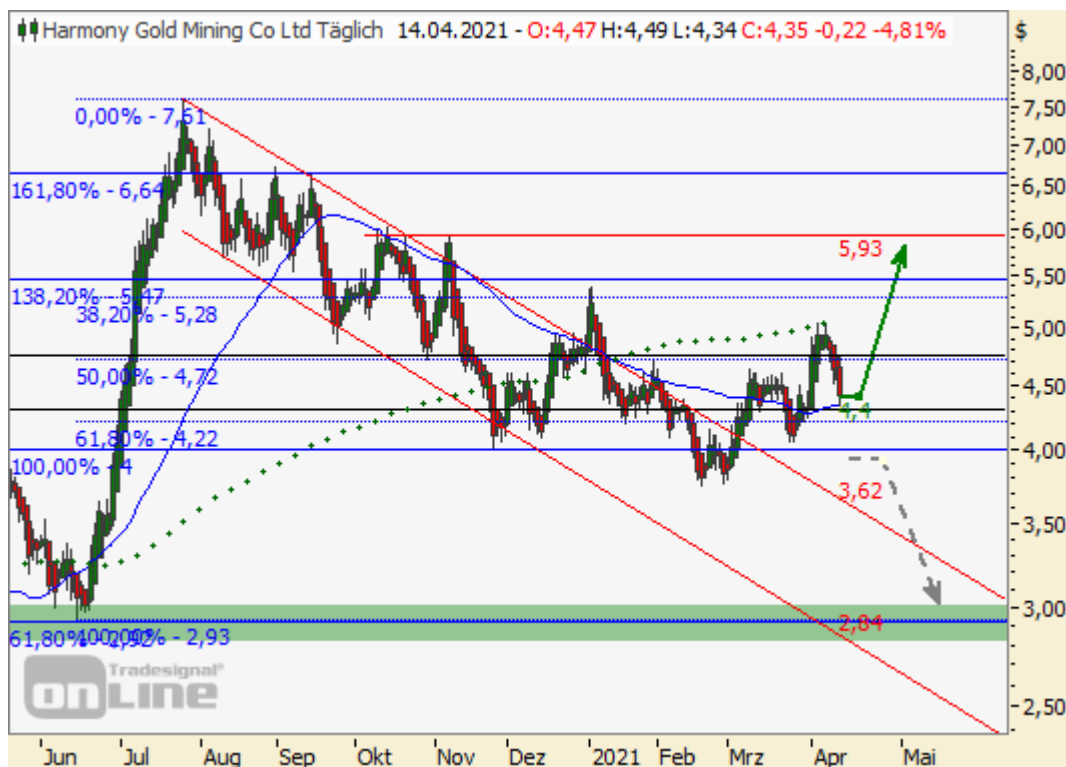 Harmony Gold Mining Co Ltd Täglich 14.04.2021 - O:4,47 H:4,49 L:4,34 C:4,35 -0,22 -4,81%
$
8,00
7,50
0,00% - 7,61
7,00
161,80% - 6,64
6,50
6,00
5,93
5,50
138,20% - 5,47
38,20% - 5,28
5,00
50,00% - 4,72
4,50
4,4
61,80% - 4,22
4,00
100,00% - 4
3,62
3,50
3,00
2,84
61,80% - 2,92
100,00% - 2,93
2,50
Tradesignal®
onLine
Jun Jul Aug Sep Okt Nov Dez 2021 Feb Mrz Apr Mai